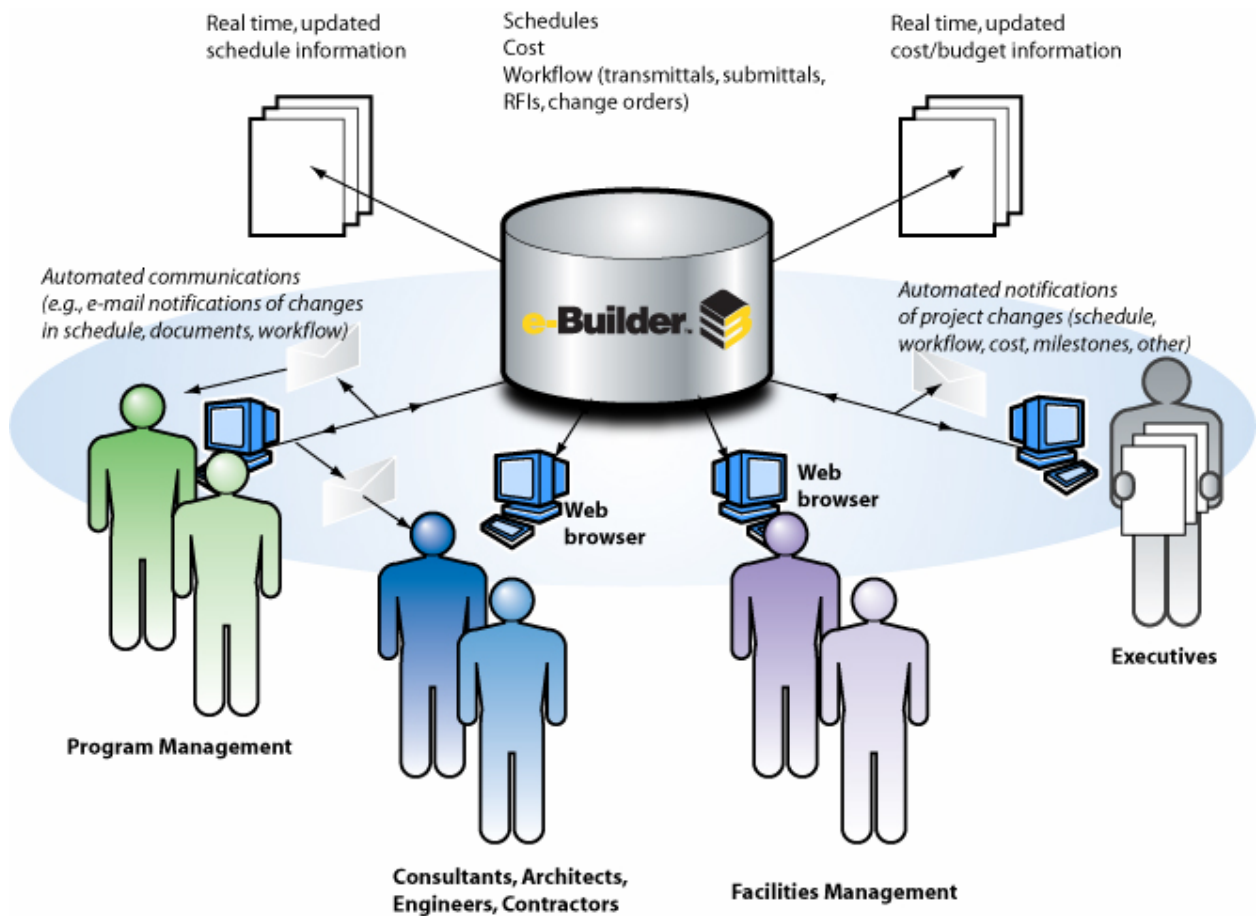 Real time, updated
schedule information
Schedules
Cost
Workflow (transmittals, submittals,
RFIs, change orders)
Real time, updated
cost/budget information
Automated communications
(e.g., e-mail notifications of changes
in schedule, documents, workflow)
e-Builder™
Automated notifications
of project changes (schedule,
workflow, cost, milestones, other)
Web
browser
Web
browser
Executives
Program Management
Consultants, Architects,
Engineers, Contractors
Facilities Management